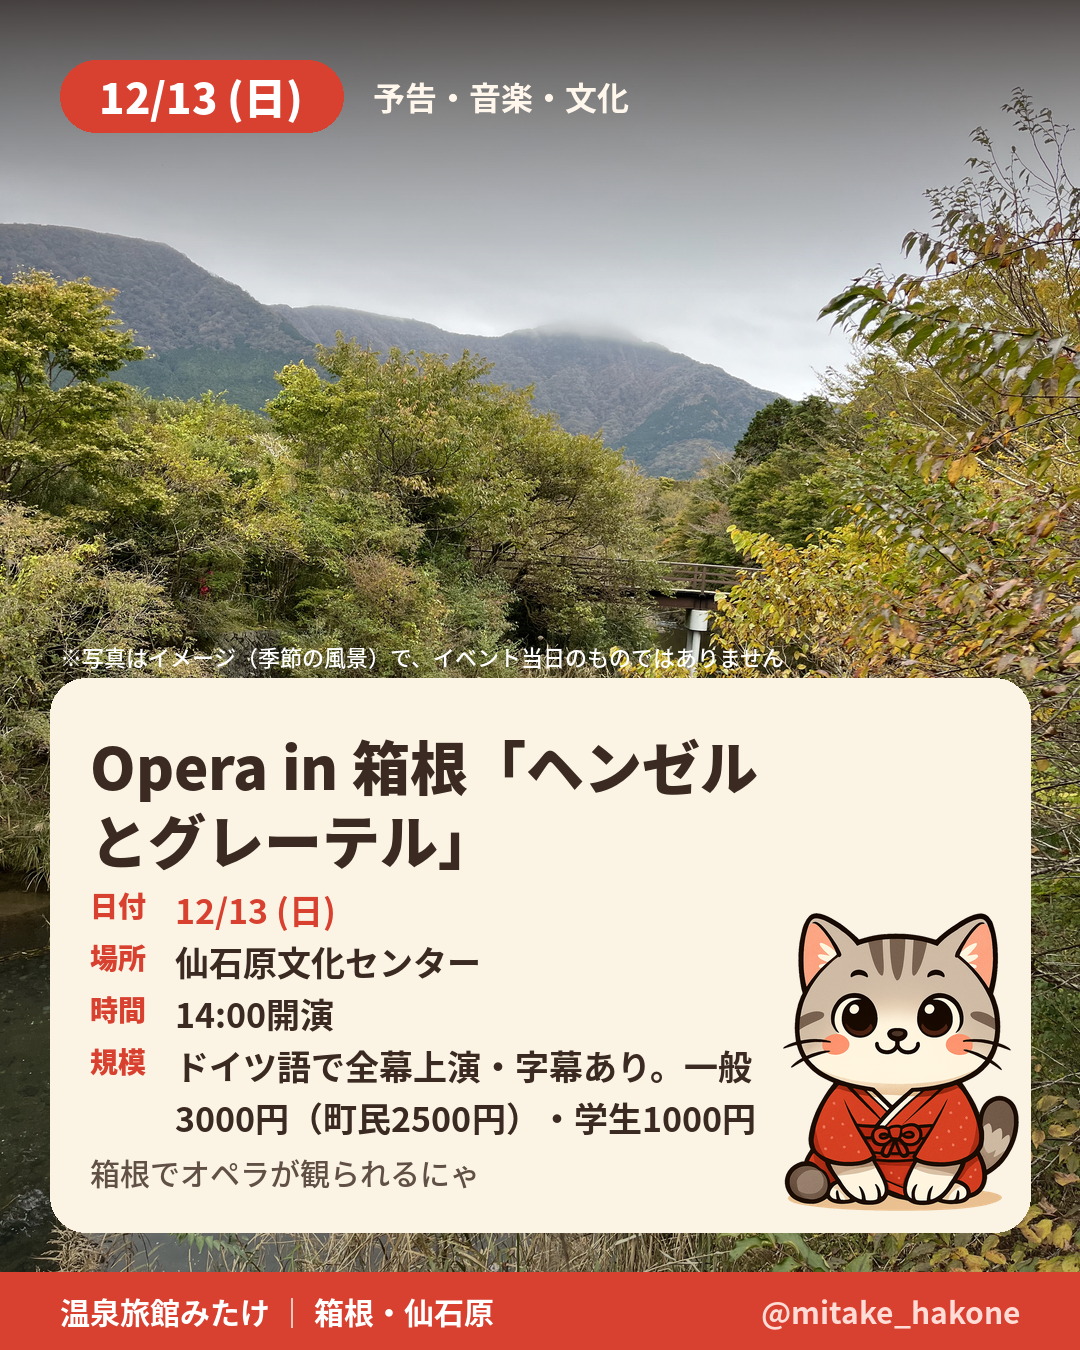 12/13 (日)
予告・音楽・文化
※写真はイメージ（季節の風景）で、イベント当日のものではありません
Opera in 箱根「ヘンゼル
とグレーテル」
日付 12/13 (日)
場所 仙石原文化センター
時間 14:00開演
規模 ドイツ語で全幕上演・字幕あり。一般
3000円（町民2500円）・学生1000円
箱根でオペラが観られるにゃ
温泉旅館みたけ｜箱根・仙石原
@mitake_hakone